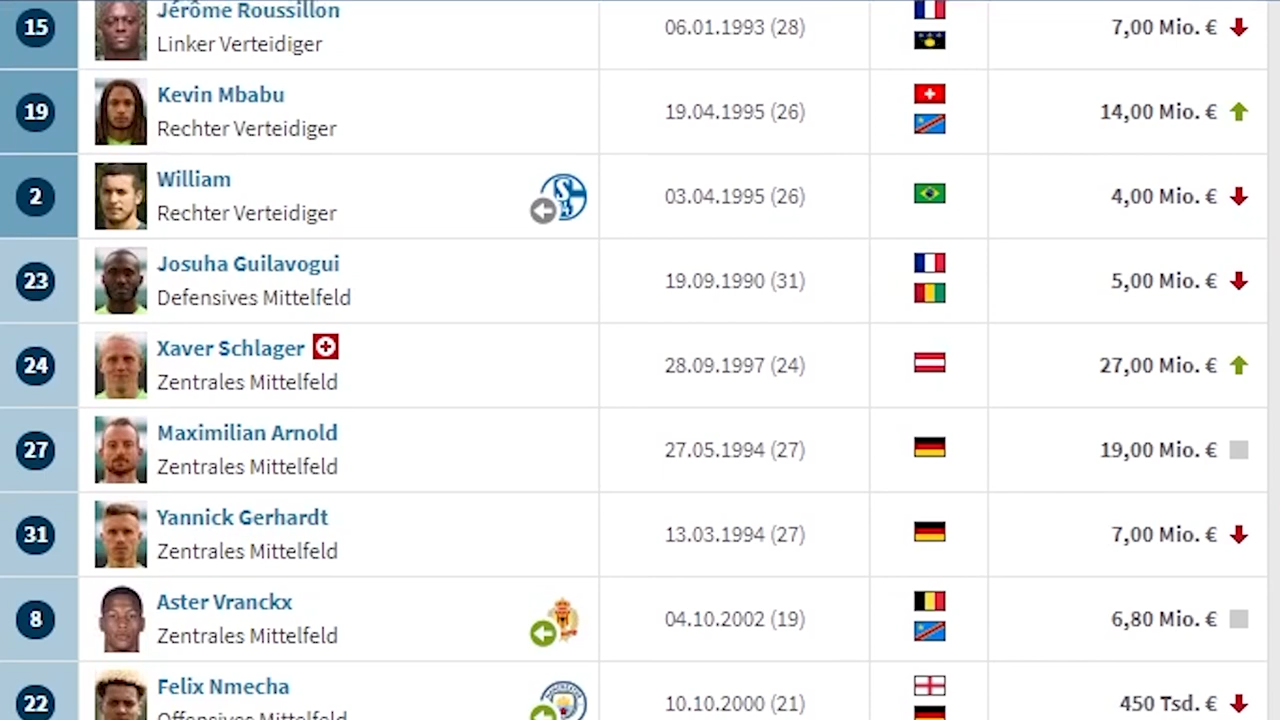 15
Jérôme Roussillon
Linker Verteidiger
06.01.1993 (28)
7,00 Mio. €
19
Kevin Mbabu
Rechter Verteidiger
19.04.1995 (26)
14,00 Mio. €
2
William
Rechter Verteidiger
03.04.1995 (26)
4,00 Mio. €
23
Josuha Guilavogui
Defensives Mittelfeld
19.09.1990 (31)
5,00 Mio. €
24
Xaver Schlager
Zentrales Mittelfeld
28.09.1997 (24)
27,00 Mio. €
27
Maximilian Arnold
Zentrales Mittelfeld
27.05.1994 (27)
19,00 Mio. €
31
Yannick Gerhardt
Zentrales Mittelfeld
13.03.1994 (27)
7,00 Mio. €
8
Aster Vranckx
Zentrales Mittelfeld
04.10.2002 (19)
6,80 Mio. €
22
Felix Nmecha
Offensives Mittelfeld
10.10.2000 (21)
450 Tsd. €